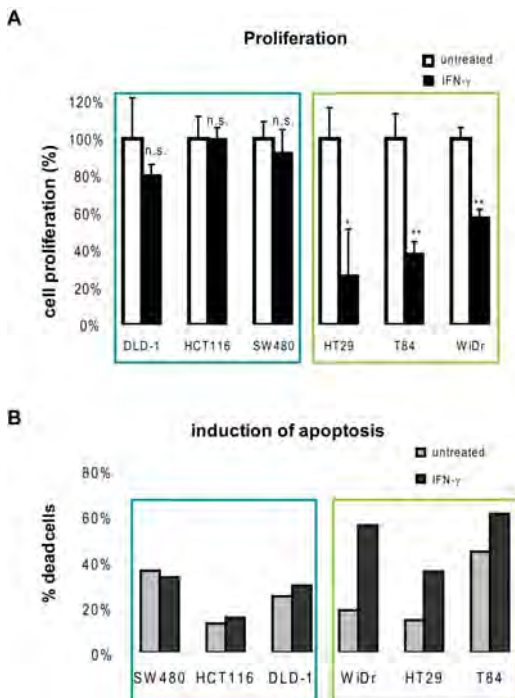 A
Proliferation
untreated
IFN-γ
cell proliferation (%)
120%
100%
80%
60%
40%
20%
0%
n.s.
n.s.
n.s.
*
**
**
DLD-1 HCT116 SW480 HT29 T84 WiDr
B
induction of apoptosis
untreated
IFN-γ
% deadcells
80%
60%
40%
20%
0%
SW480 HCT116 DLD-1 WiDr HT29 T84